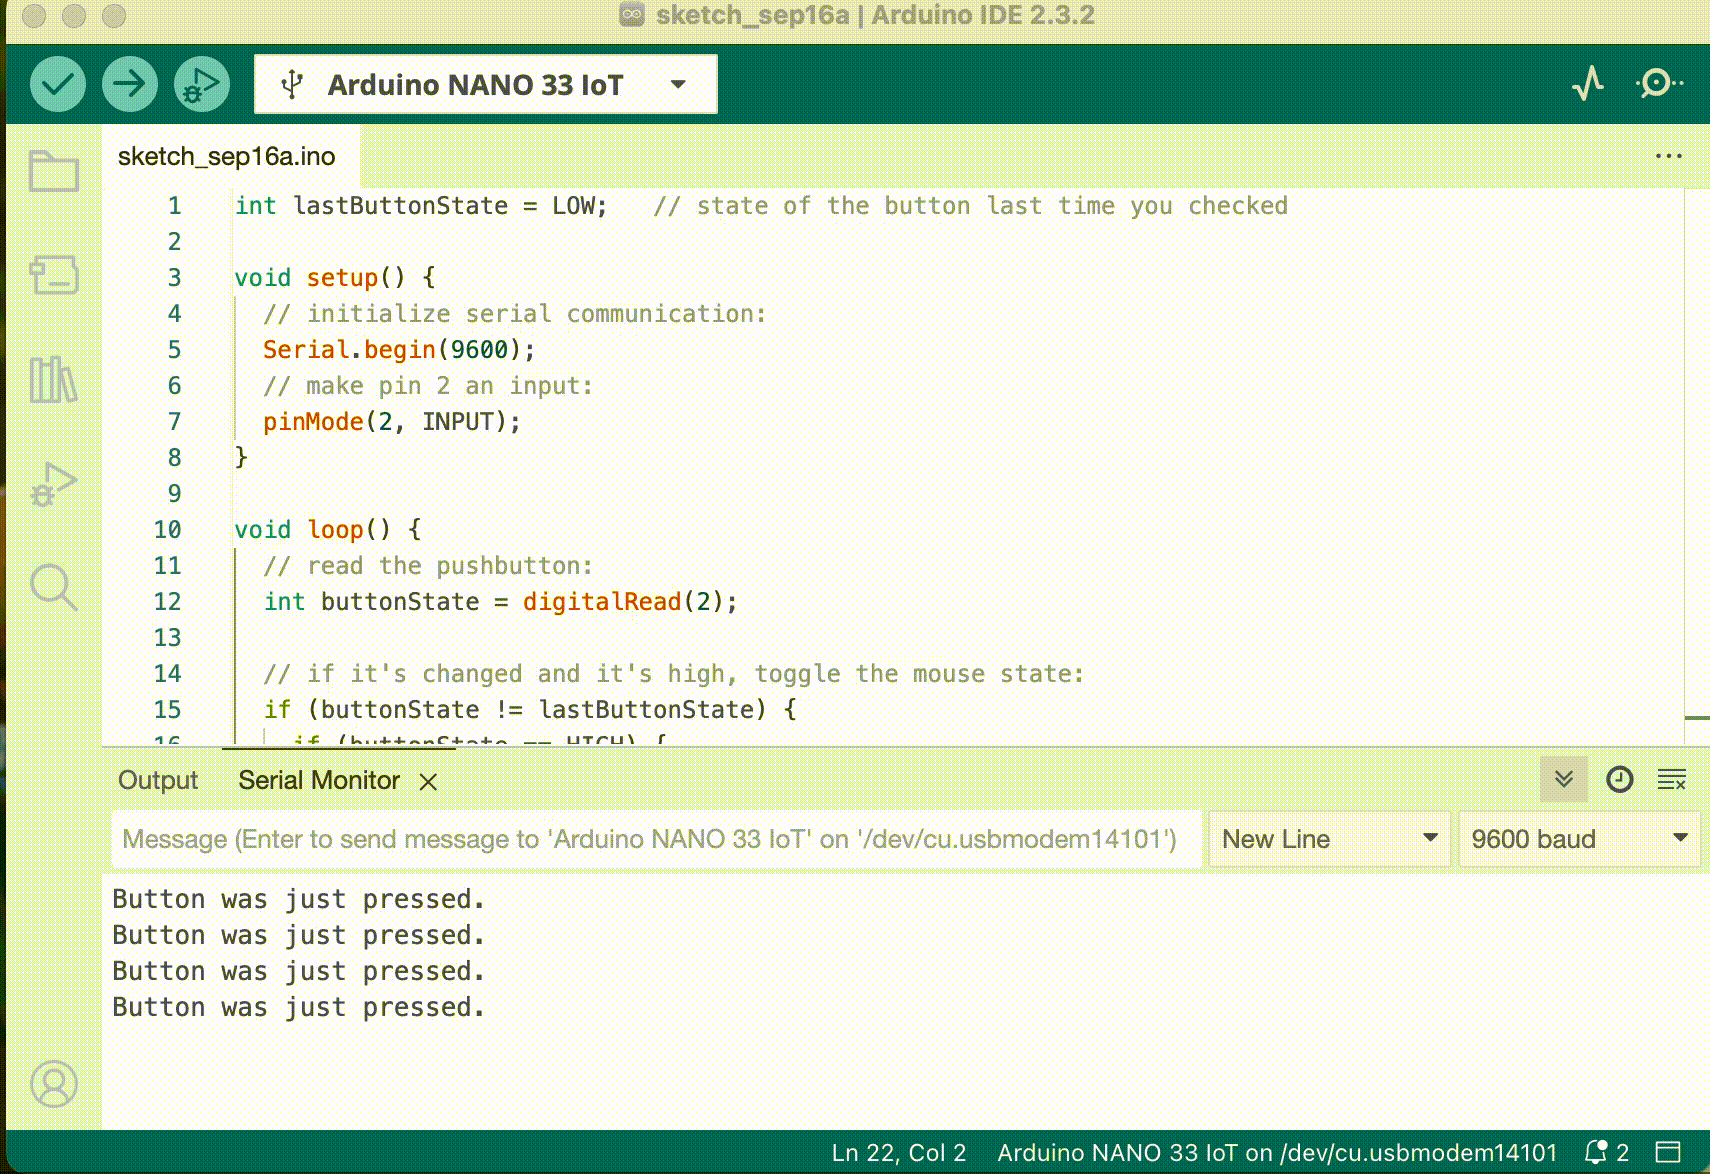 sketch_sep16a | Arduino IDE 2.3.2
Arduino NANO 33 IoT
sketch_sep16a.ino
1 int lastButtonState = LOW;   // state of the button last time you checked
2
3 void setup() {
4   // initialize serial communication:
5   Serial.begin(9600);
6   // make pin 2 an input:
7   pinMode(2, INPUT);
8 }
9
10 void loop() {
11   // read the pushbutton:
12   int buttonState = digitalRead(2);
13
14   // if it's changed and it's high, toggle the mouse state:
15   if (buttonState != lastButtonState) {
16     if (buttonState == HIGH) {
Output Serial Monitor
Message (Enter to send message to 'Arduino NANO 33 IoT' on '/dev/cu.usbmodem14101') New Line 9600 baud
Button was just pressed.
Button was just pressed.
Button was just pressed.
Button was just pressed.
Ln 22, Col 2 Arduino NANO 33 IoT on /dev/cu.usbmodem14101 2